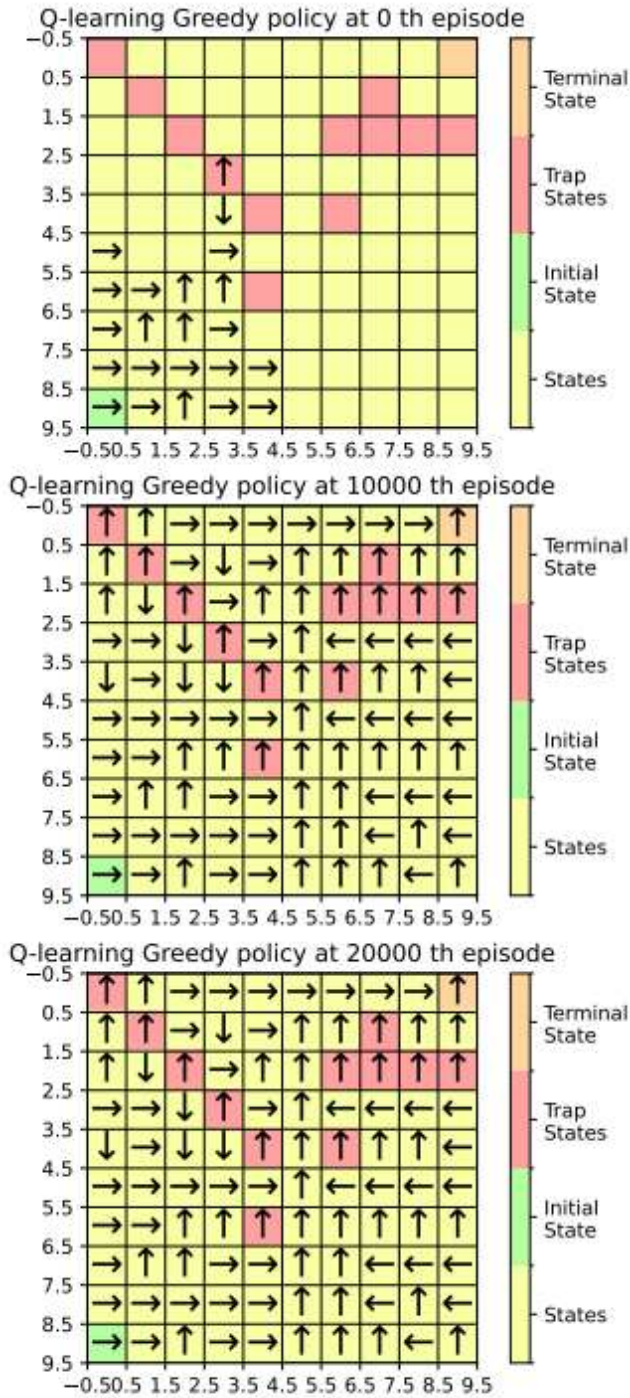 Q-learning Greedy policy at 0 th episode
−0.5
0.5
1.5
2.5
3.5
4.5
5.5
6.5
7.5
8.5
9.5
−0.50.5 1.5 2.5 3.5 4.5 5.5 6.5 7.5 8.5 9.5
Terminal
State
Trap
States
Initial
State
States
Q-learning Greedy policy at 10000 th episode
−0.5
0.5
1.5
2.5
3.5
4.5
5.5
6.5
7.5
8.5
9.5
−0.50.5 1.5 2.5 3.5 4.5 5.5 6.5 7.5 8.5 9.5
Terminal
State
Trap
States
Initial
State
States
Q-learning Greedy policy at 20000 th episode
−0.5
0.5
1.5
2.5
3.5
4.5
5.5
6.5
7.5
8.5
9.5
−0.50.5 1.5 2.5 3.5 4.5 5.5 6.5 7.5 8.5 9.5
Terminal
State
Trap
States
Initial
State
States